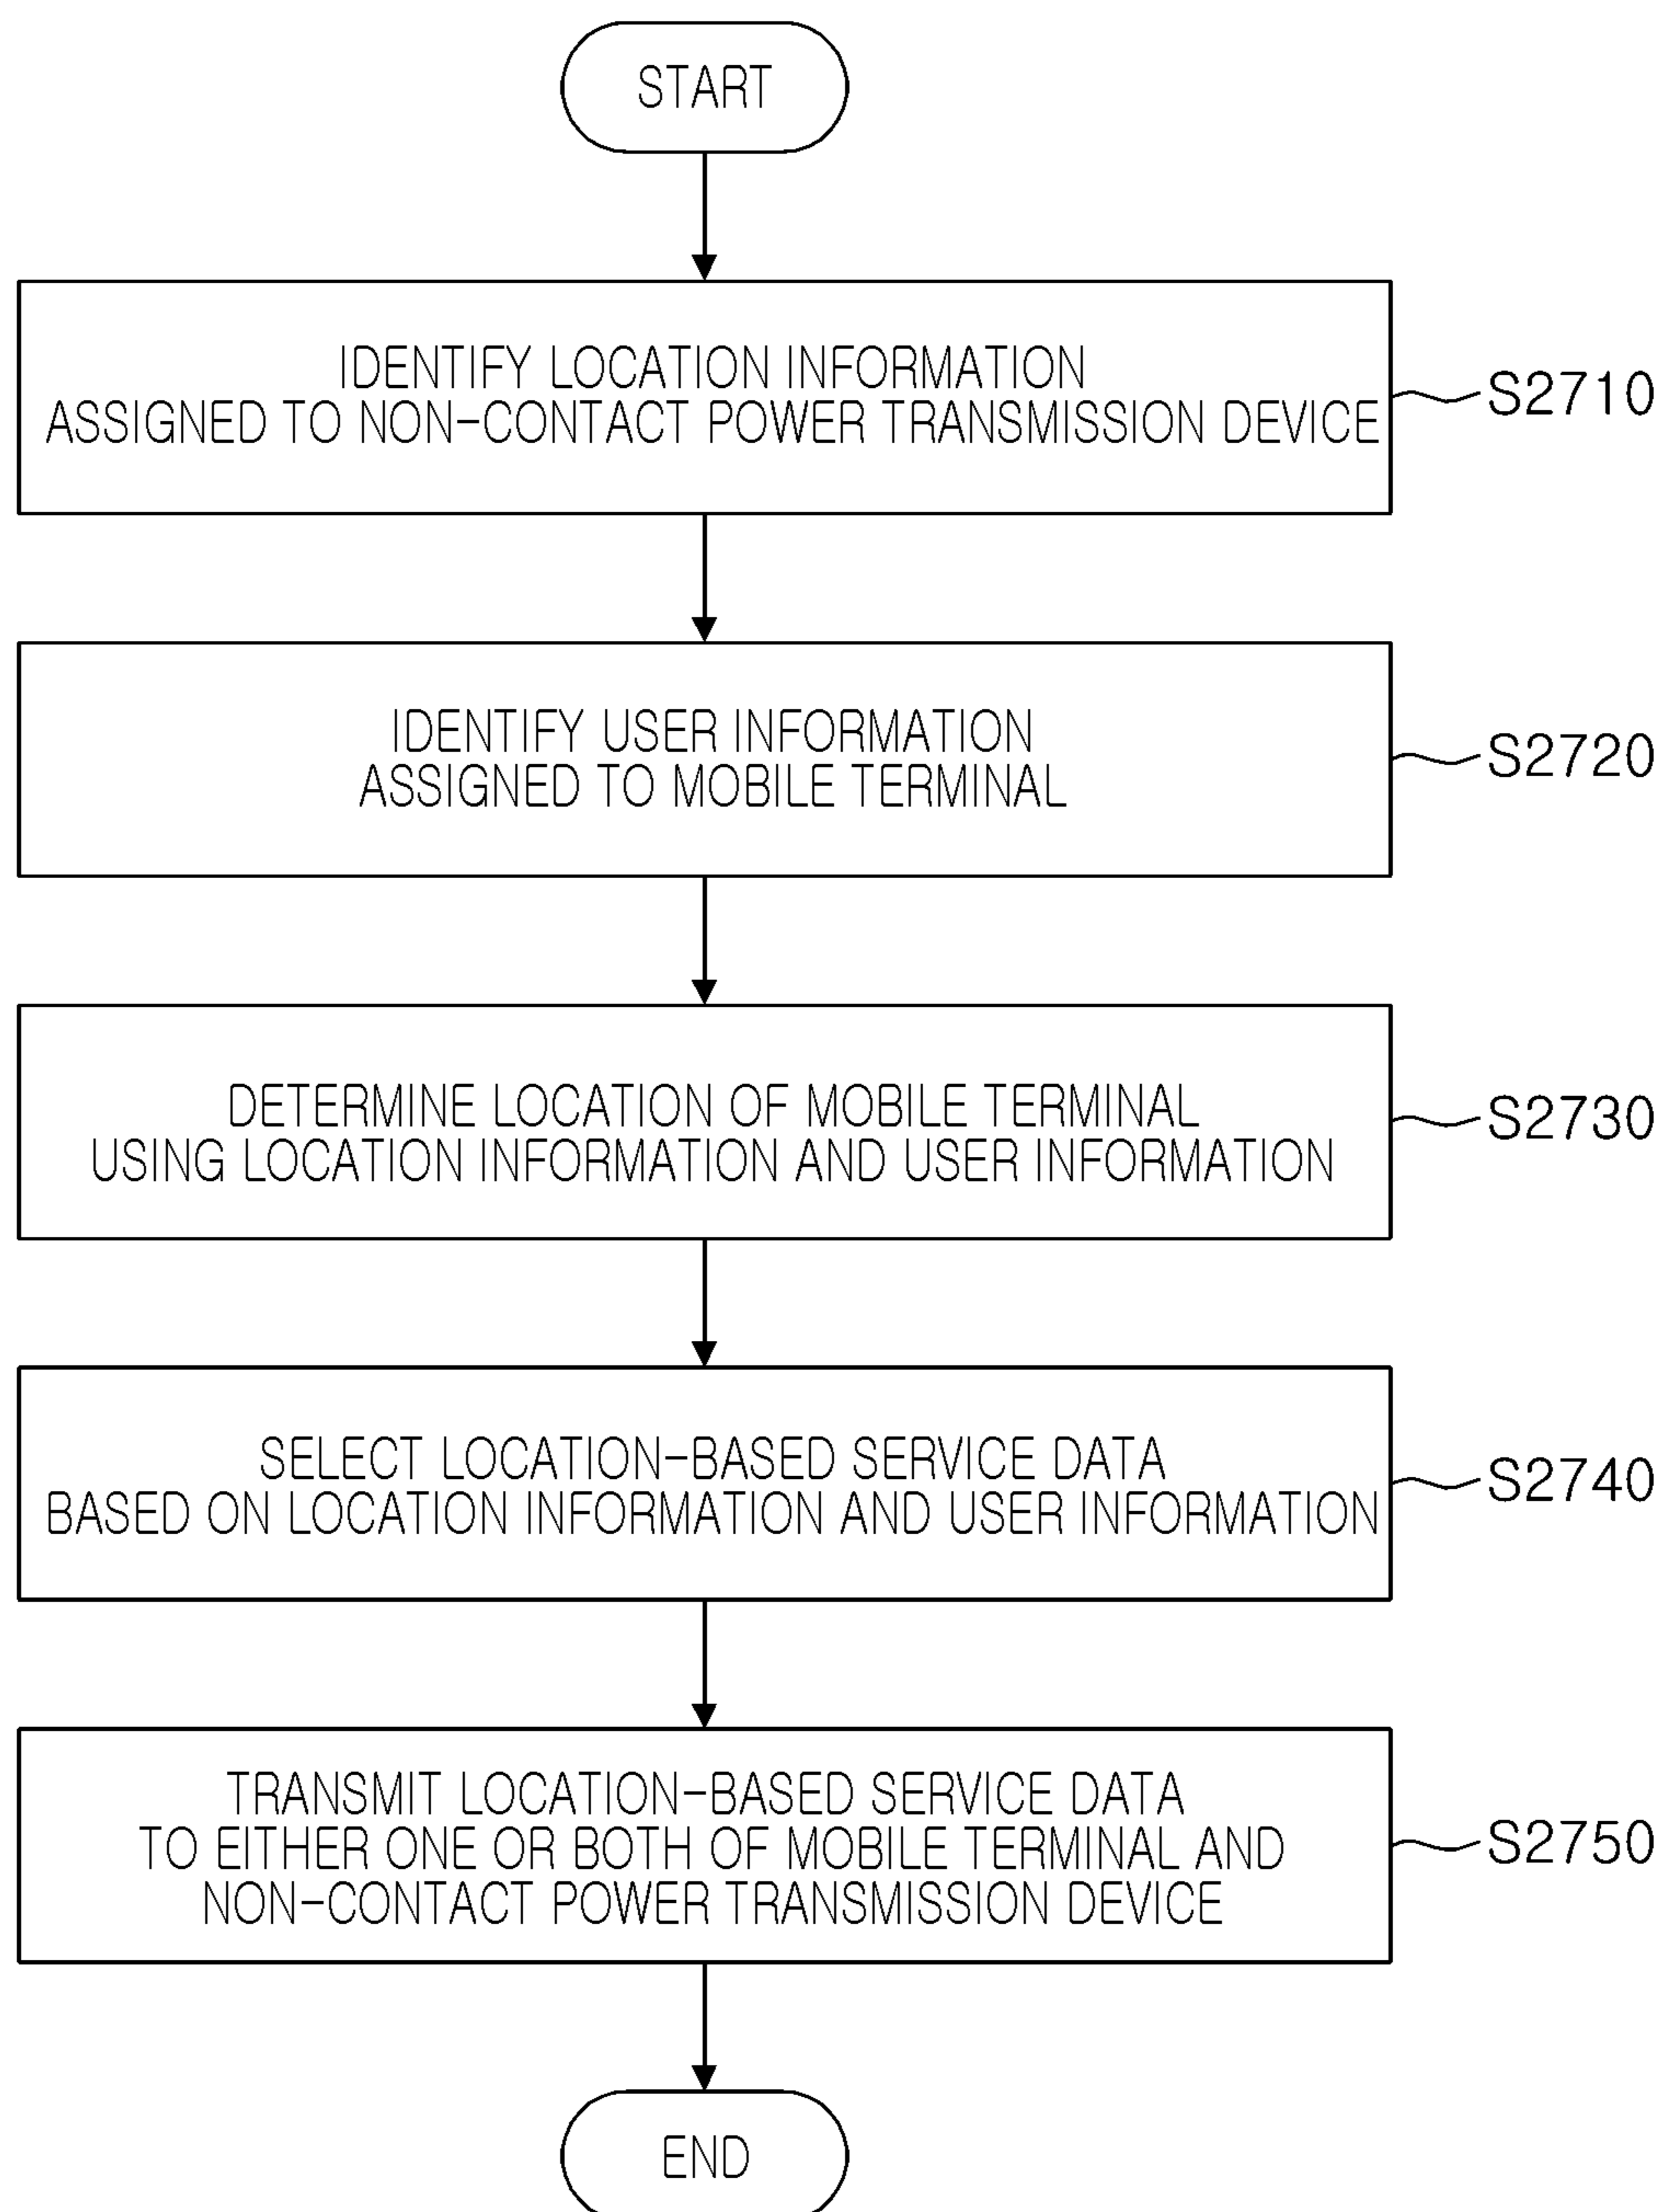 START
IDENTIFY LOCATION INFORMATION
ASSIGNED TO NON-CONTACT POWER TRANSMISSION DEVICE
S2710
IDENTIFY USER INFORMATION
ASSIGNED TO MOBILE TERMINAL
S2720
DETERMINE LOCATION OF MOBILE TERMINAL
USING LOCATION INFORMATION AND USER INFORMATION
S2730
SELECT LOCATION-BASED SERVICE DATA
BASED ON LOCATION INFORMATION AND USER INFORMATION
S2740
TRANSMIT LOCATION-BASED SERVICE DATA
TO EITHER ONE OR BOTH OF MOBILE TERMINAL AND
NON-CONTACT POWER TRANSMISSION DEVICE
S2750
END